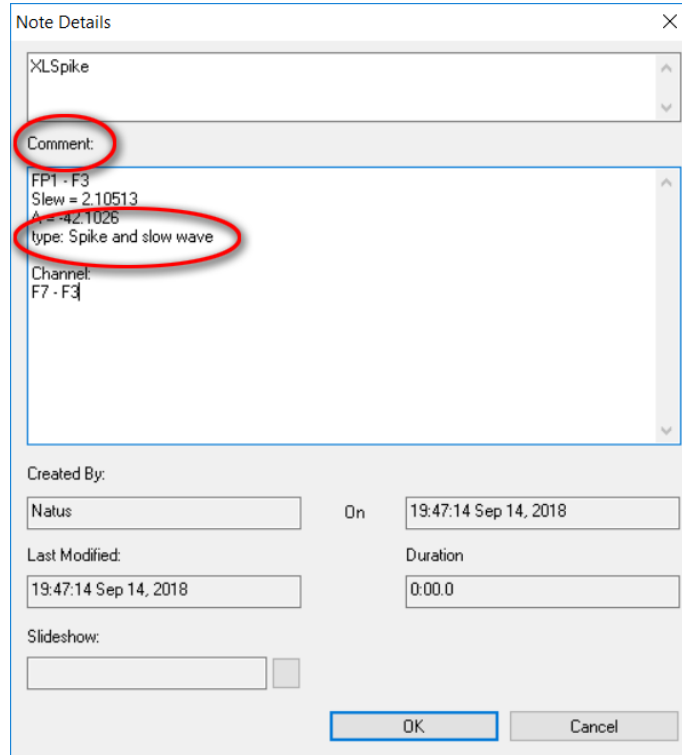 Note Details
XLSpike
Comment:
FP1 - F3
Slew = 2.10513
A = -42.1026
type: Spike and slow wave
Channel:
F7 - F3
Created By:
Natus On 19:47:14 Sep 14, 2018
Last Modified: Duration
19:47:14 Sep 14, 2018 0:00.0
Slideshow:
OK Cancel